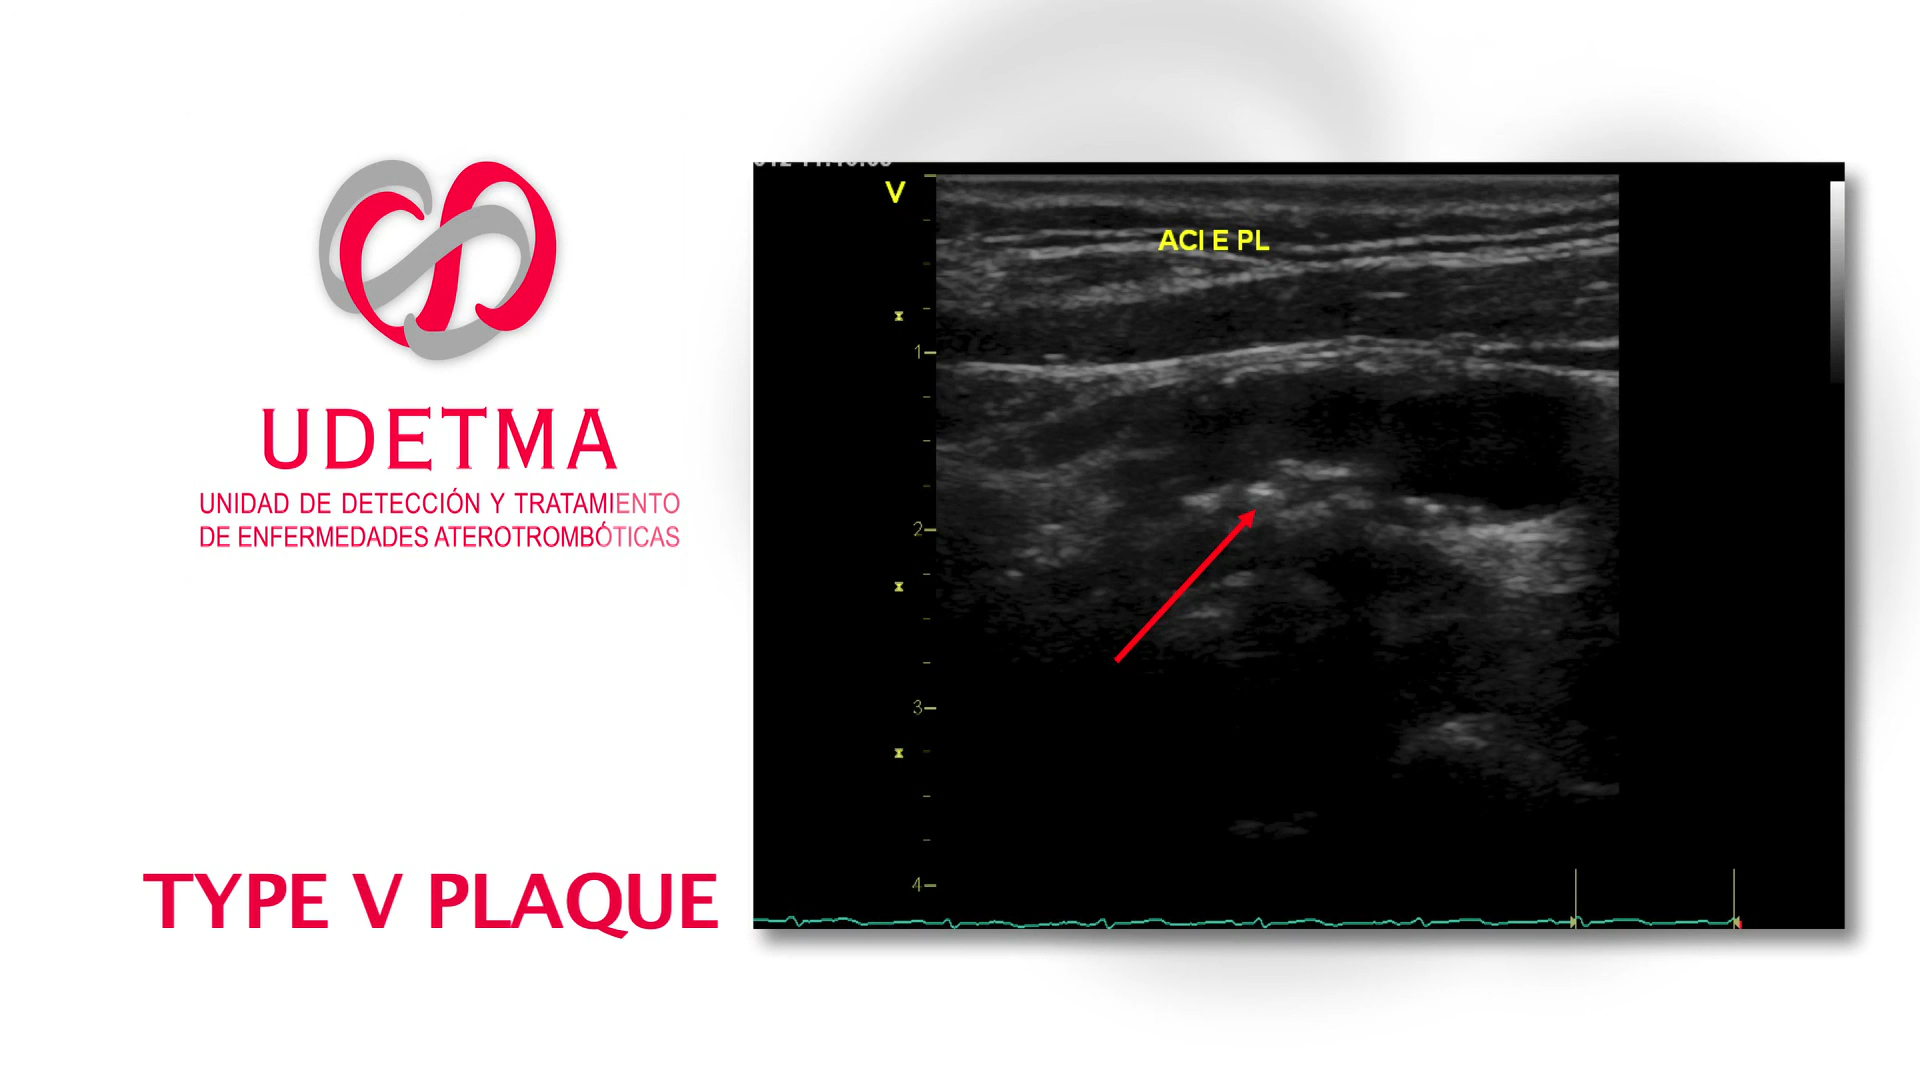 UDETMA
UNIDAD DE DETECCIÓN Y TRATAMIENTO
DE ENFERMEDADES ATEROTROMBÓTICAS
TYPE V PLAQUE
V
ACI E PL
1
2
3
4